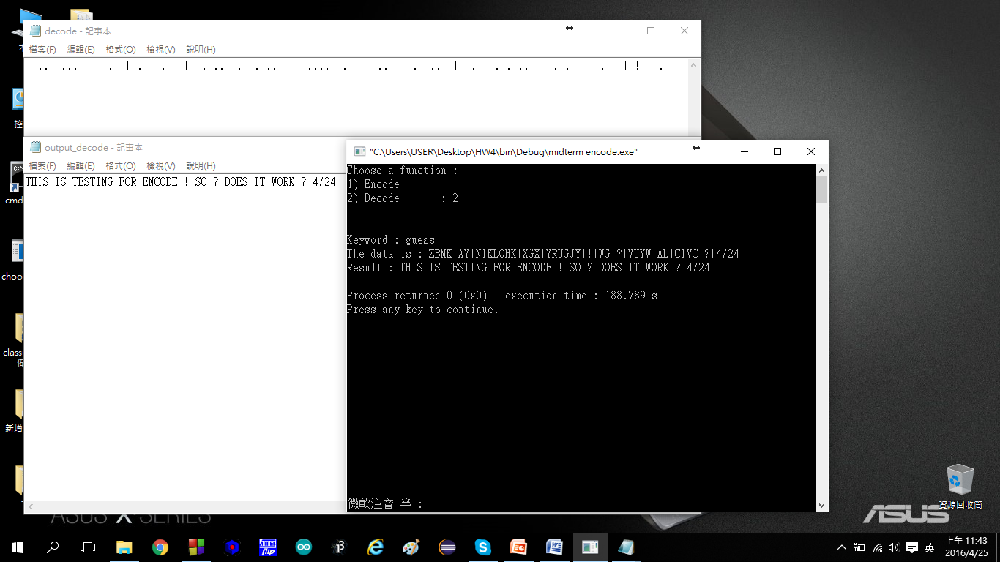 decode - 記事本
檔案(F) 編輯(E) 格式(O) 檢視(V) 說明(H)
--.. -... -- -.- | .- -.-- | -. .. -.- .-.. --- .... -.- | -..- --. -..- | -.-- .-. ..- --. .--- -.-- | ! | .-- -
output_decode - 記事本
檔案(F) 編輯(E) 格式(O) 檢視(V) 說明(H)
THIS IS TESTING FOR ENCODE ! SO ? DOES IT WORK ? 4/24
"C:\Users\USER\Desktop\HW4\bin\Debug\midterm encode.exe"
Choose a function :
1) Encode
2) Decode : 2
Keyword : guess
The data is : ZBMK|AY|NIKLOHK|XGX|YRUGJY|!|WG|?|VUYW|AL|CIVC|?|4/24
Result : THIS IS TESTING FOR ENCODE ! SO ? DOES IT WORK ? 4/24
Process returned 0 (0x0) execution time : 188.789 s
Press any key to continue.
微軟注音 半 :
控
C:\
cmd
choo
class
新增
資源回收筒
ASUS X SERIES
ASUS
英
上午 11:43
2016/4/25